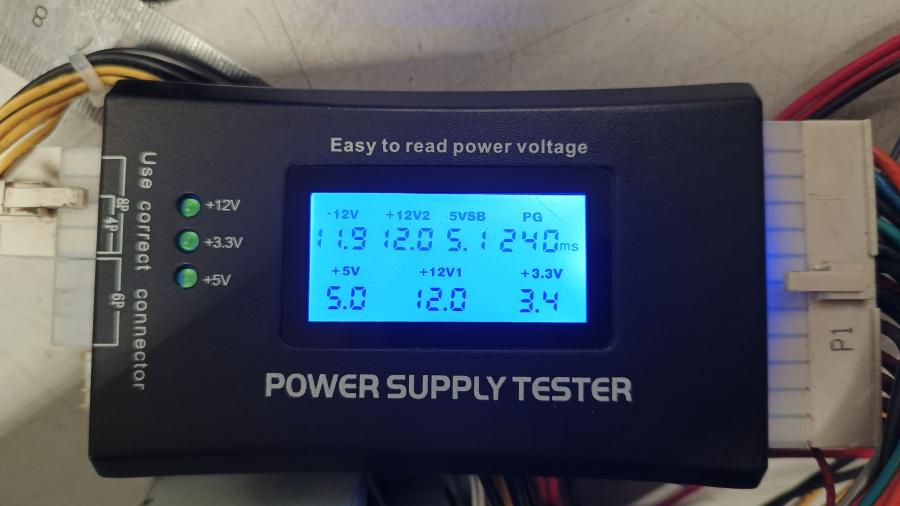 8
Easy to read power voltage
-12V +12V2 5VSB PG
11.9 12.0 5.1 240ms
+5V +12V1 +3.3V
5.0 12.0 3.4
+12V
+3.3V
+5V
8P
4P
6P
Use correct connector
POWER SUPPLY TESTER
P1